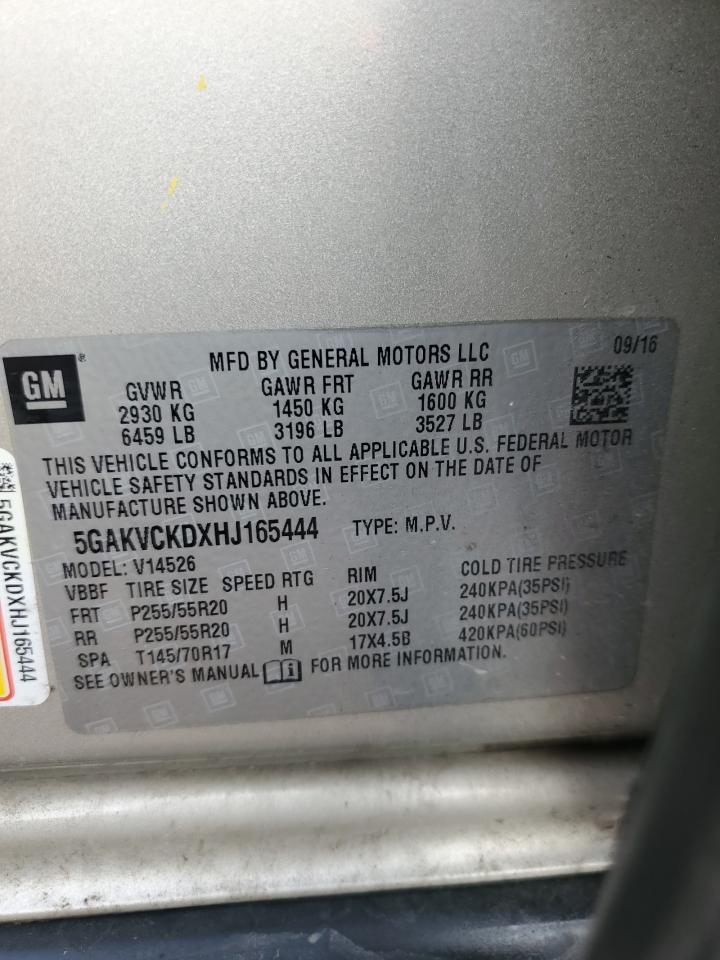 GM
MFD BY GENERAL MOTORS LLC
09/16
GVWR GAWR FRT GAWR RR
2930 KG 1450 KG 1600 KG
6459 LB 3196 LB 3527 LB
THIS VEHICLE CONFORMS TO ALL APPLICABLE U.S. FEDERAL MOTOR
VEHICLE SAFETY STANDARDS IN EFFECT ON THE DATE OF
MANUFACTURE SHOWN ABOVE.
5GAKVCKDXHJ165444 TYPE: M.P.V.
MODEL: V14526
VBBF TIRE SIZE SPEED RTG RIM COLD TIRE PRESSURE
FRT P255/55R20 H 20X7.5J 240KPA(35PSI)
RR P255/55R20 H 20X7.5J 240KPA(35PSI)
SPA T145/70R17 M 17X4.5B 420KPA(60PSI)
SEE OWNER'S MANUAL FOR MORE INFORMATION.
5GAKVCKDXHJ165444